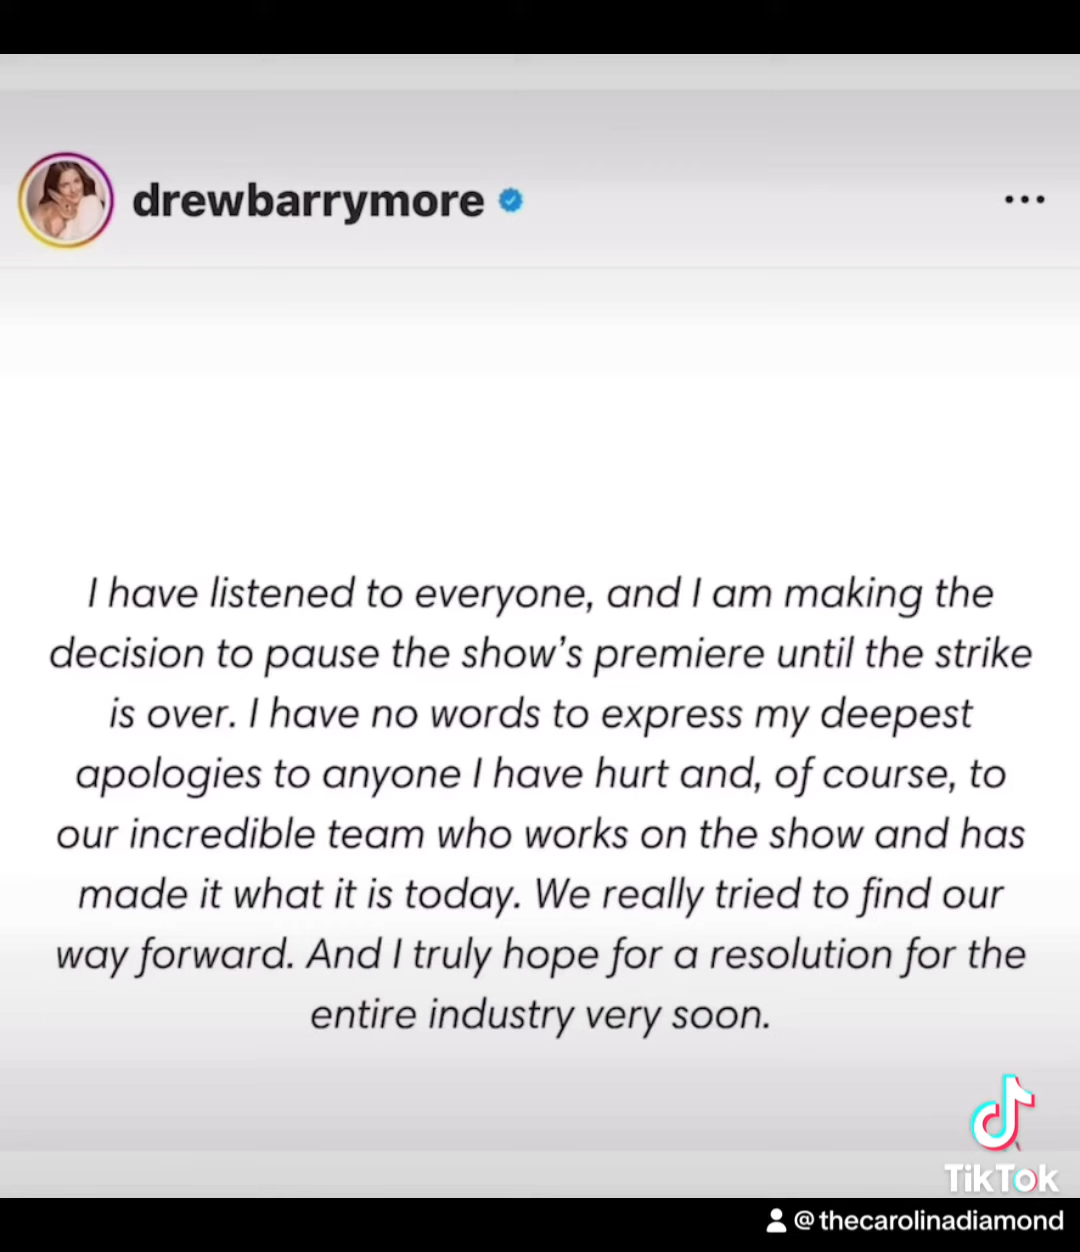 drewbarrymore
I have listened to everyone, and I am making the
decision to pause the show’s premiere until the strike
is over. I have no words to express my deepest
apologies to anyone I have hurt and, of course, to
our incredible team who works on the show and has
made it what it is today. We really tried to find our
way forward. And I truly hope for a resolution for the
entire industry very soon.
TikTok
@thecarolinadiamond